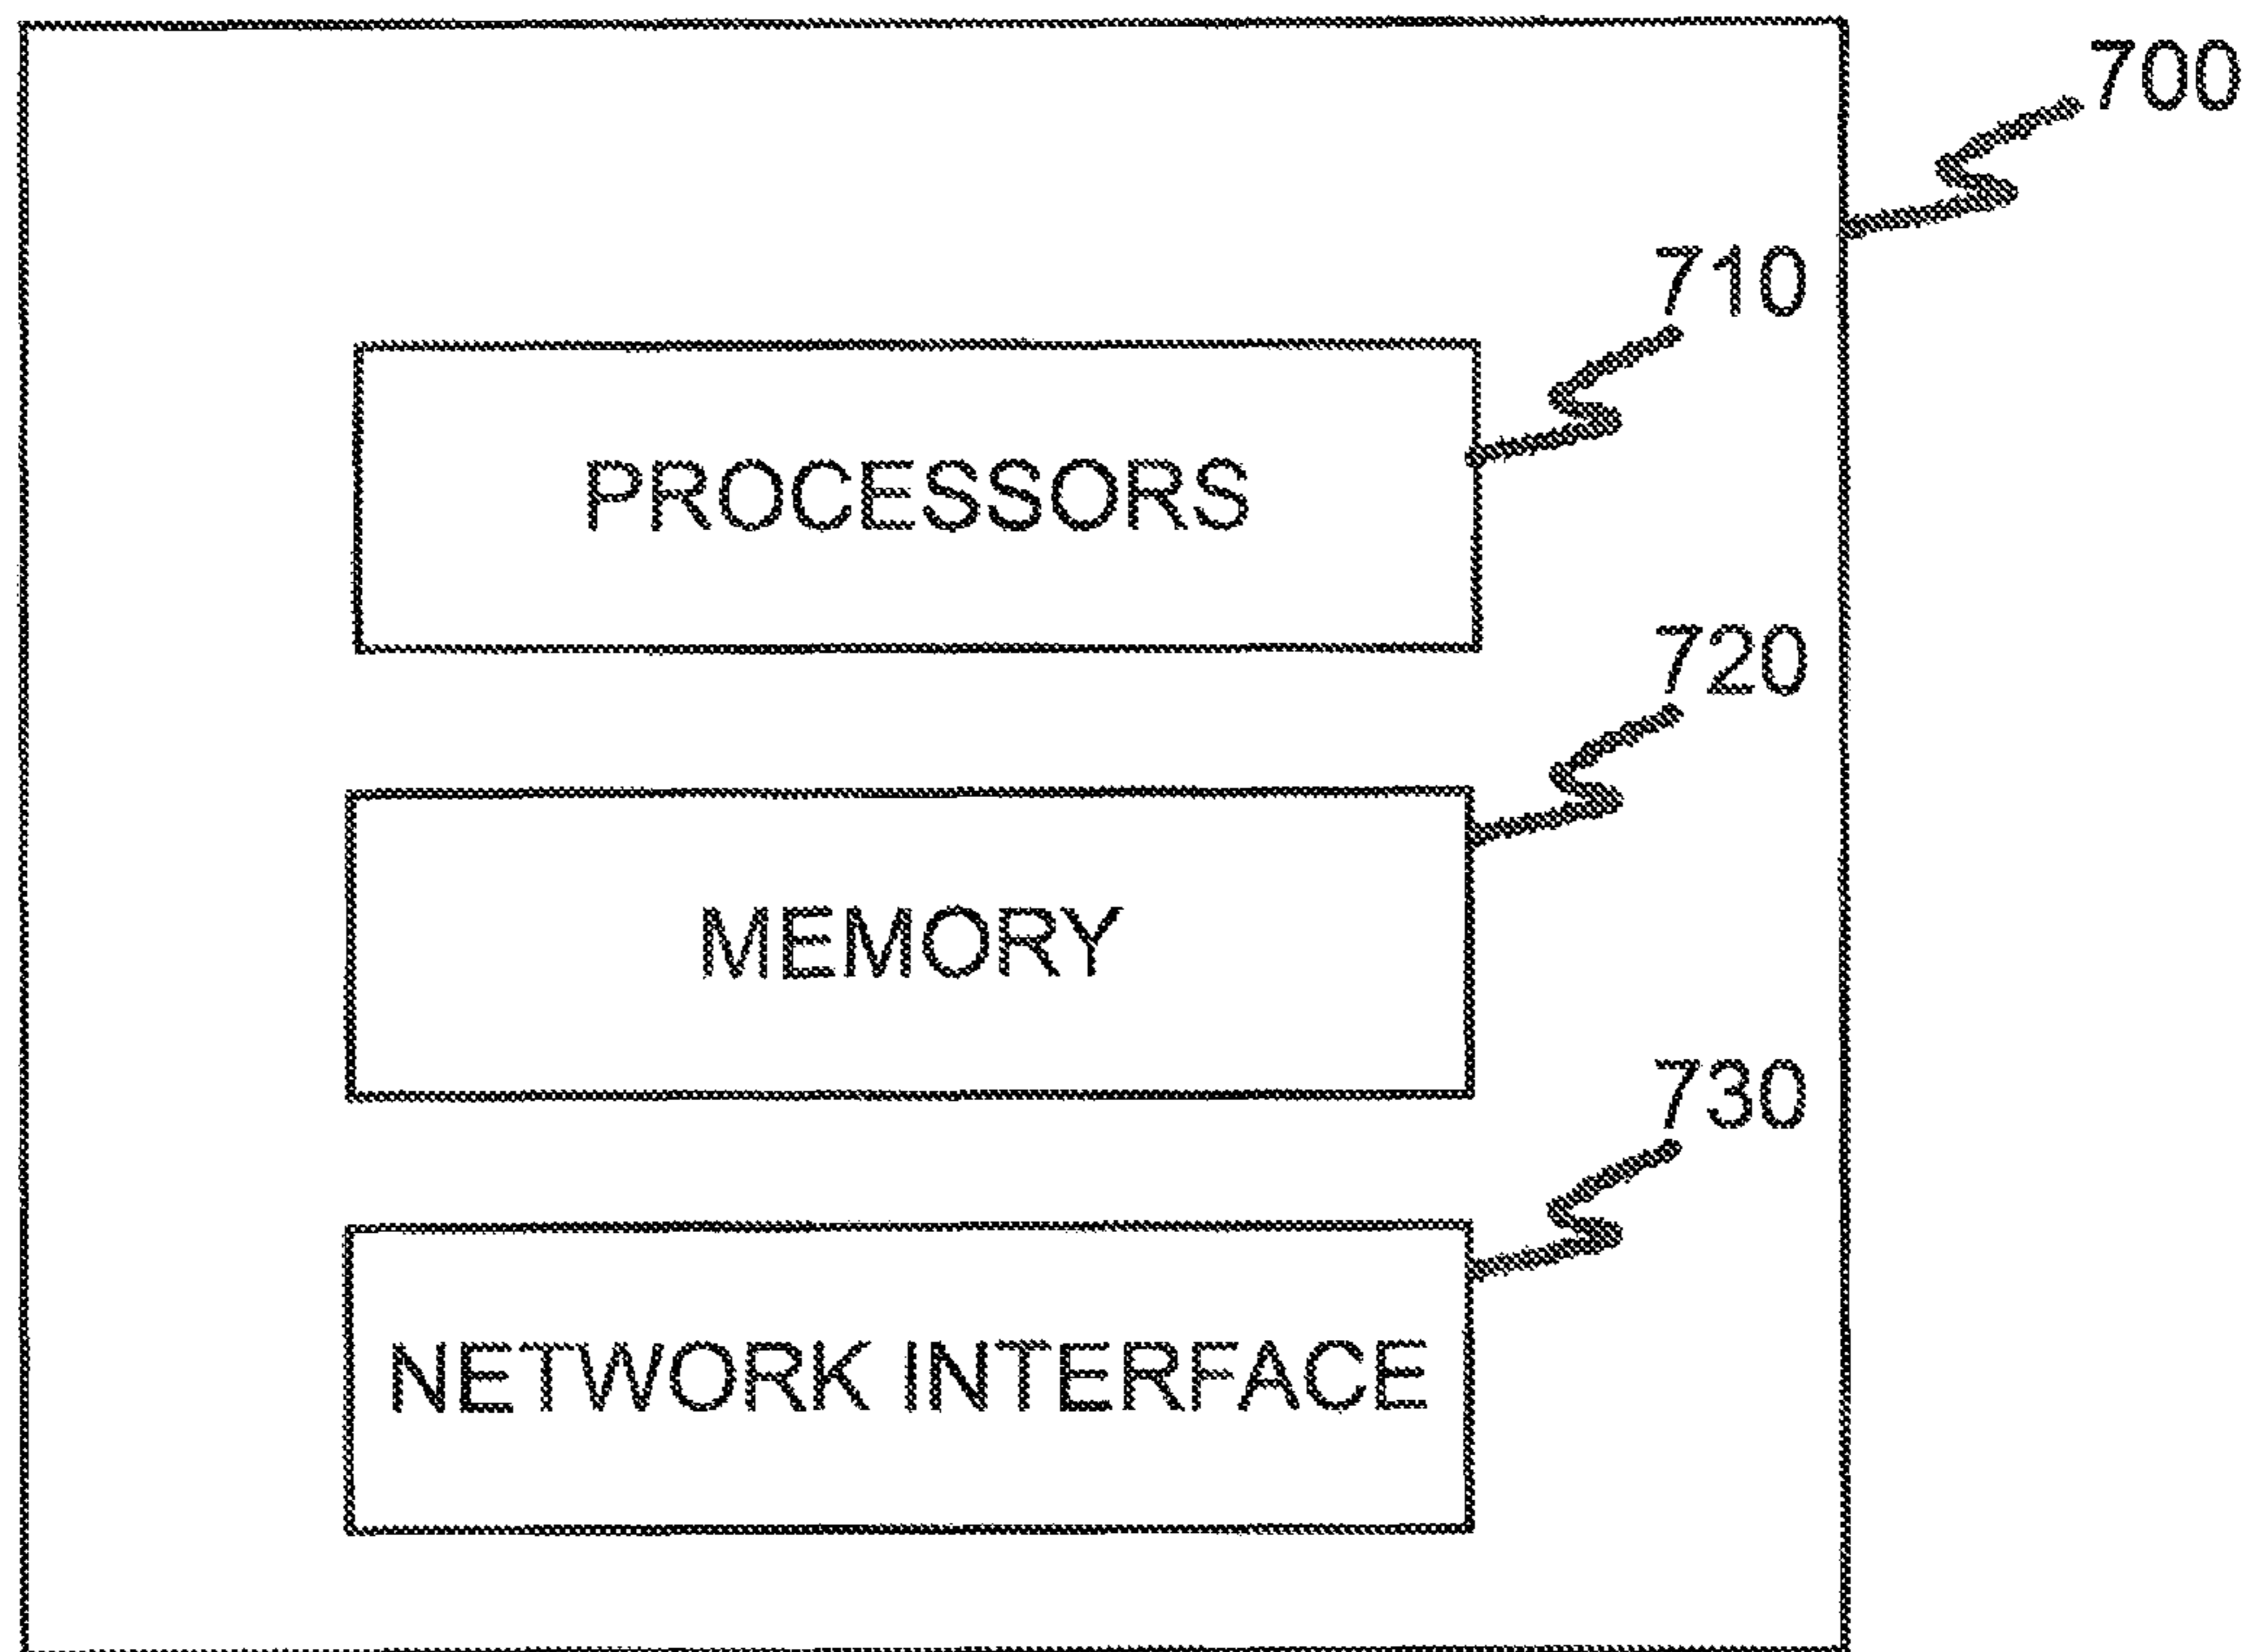 700
710
PROCESSORS
720
MEMORY
730
NETWORK INTERFACE